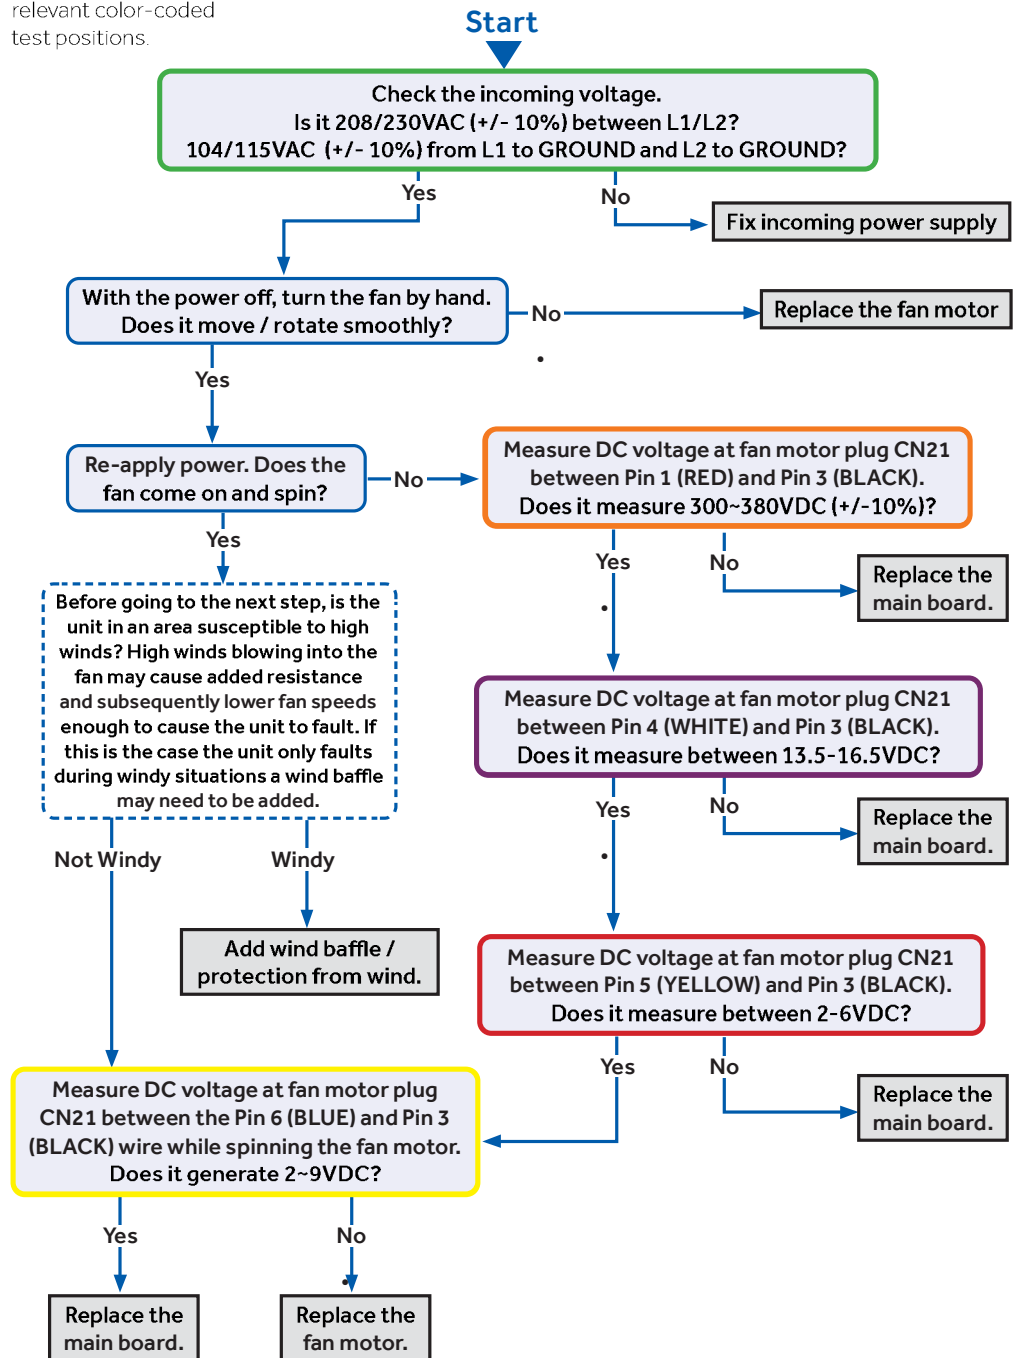 relevant color-coded
test positions.
Start
Check the incoming voltage.
Is it 208/230VAC (+/- 10%) between L1/L2?
104/115VAC (+/- 10%) from L1 to GROUND and L2 to GROUND?
Yes
No
Fix incoming power supply
With the power off, turn the fan by hand.
Does it move / rotate smoothly?
No
Replace the fan motor
Yes
Re-apply power. Does the
fan come on and spin?
No
Measure DC voltage at fan motor plug CN21
between Pin 1 (RED) and Pin 3 (BLACK).
Does it measure 300~380VDC (+/-10%)?
Yes
Yes
No
Replace the
main board.
Before going to the next step, is the
unit in an area susceptible to high
winds? High winds blowing into the
fan may cause added resistance
and subsequently lower fan speeds
enough to cause the unit to fault. If
this is the case the unit only faults
during windy situations a wind baffle
may need to be added.
Measure DC voltage at fan motor plug CN21
between Pin 4 (WHITE) and Pin 3 (BLACK).
Does it measure between 13.5-16.5VDC?
Yes
No
Replace the
main board.
Not Windy
Windy
Add wind baffle /
protection from wind.
Measure DC voltage at fan motor plug CN21
between Pin 5 (YELLOW) and Pin 3 (BLACK).
Does it measure between 2-6VDC?
Yes
No
Replace the
main board.
Measure DC voltage at fan motor plug
CN21 between the Pin 6 (BLUE) and Pin 3
(BLACK) wire while spinning the fan motor.
Does it generate 2~9VDC?
Yes
No
Replace the
main board.
Replace the
fan motor.